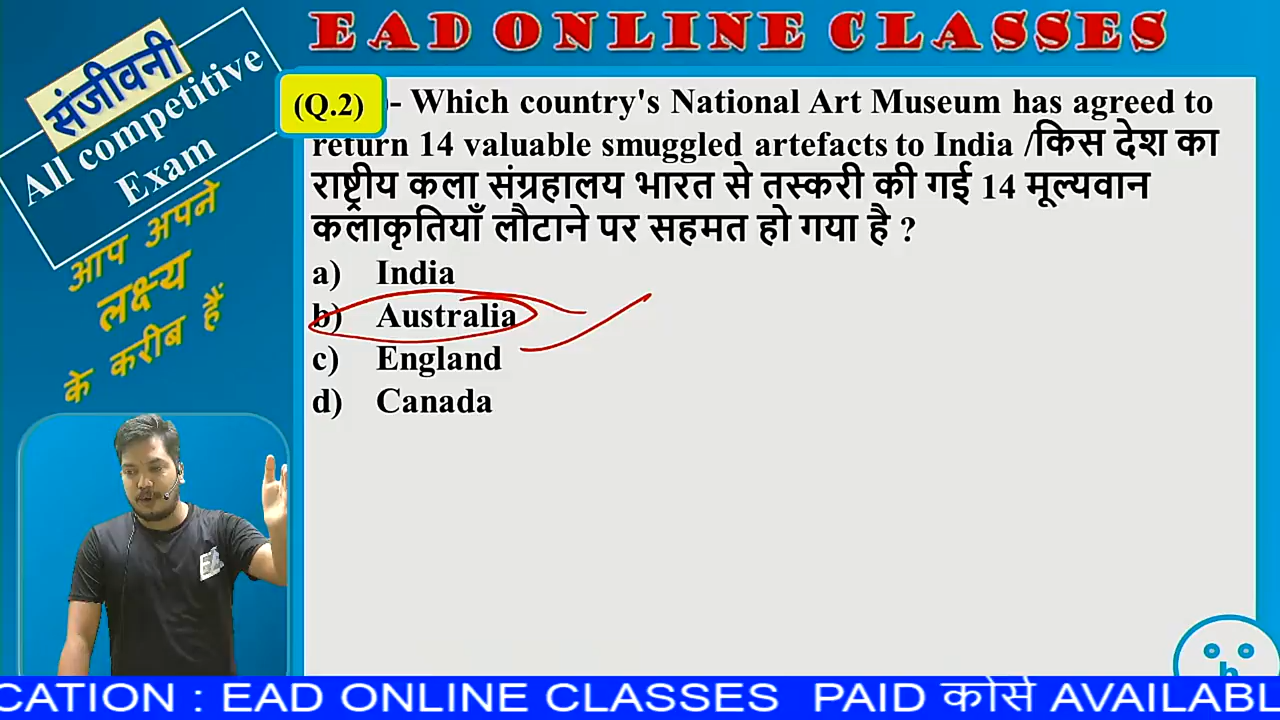 EAD ONLINE CLASSES
संजीवनी
All competitive
Exam
आप अपने
लक्ष्य
के करीब हैं
(Q.2) - Which country's National Art Museum has agreed to
return 14 valuable smuggled artefacts to India /किस देश का
राष्ट्रीय कला संग्रहालय भारत से तस्करी की गई 14 मूल्यवान
कलाकृतियाँ लौटाने पर सहमत हो गया है ?
a) India
b) Australia
c) England
d) Canada
b
CATION : EAD ONLINE CLASSES PAID कोर्स AVAILABL